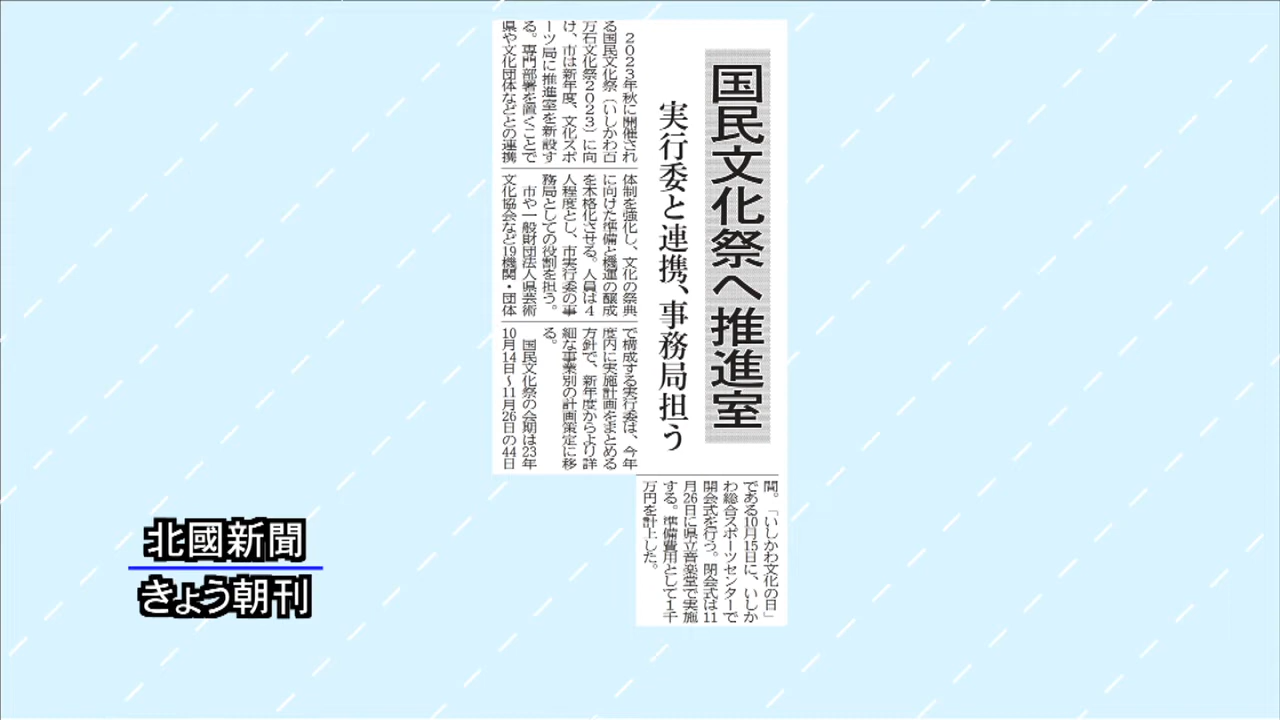 国民文化祭へ推進室
実行委と連携、事務局担う
２０２３年秋に開催され
る国民文化祭（いしかわ百
万石文化祭２０２３）に向
け、市は新年度、文化スポ
ーツ局に推進室を新設す
る。専門部署を置くことで
県や文化団体などとの連携
体制を強化し、文化の祭典
に向けた準備と機運の醸成
を本格化させる。人員は４
人程度とし、市実行委の事
務局としての役割を担う。
市や一般財団法人県芸術
文化協会など19機関・団体
で構成する実行委は、今年
度内に実施計画をまとめる
方針で、新年度からより詳
細な事業別の計画策定に移
る。
国民文化祭の会期は23年
10月14日～11月26日の44日
間。「いしかわ文化の日」
である10月15日に、いしか
わ総合スポーツセンターで
開会式を行う。閉会式は11
月26日に県立音楽堂で実施
する。準備費用として１千
万円を計上した。
北國新聞
きょう朝刊